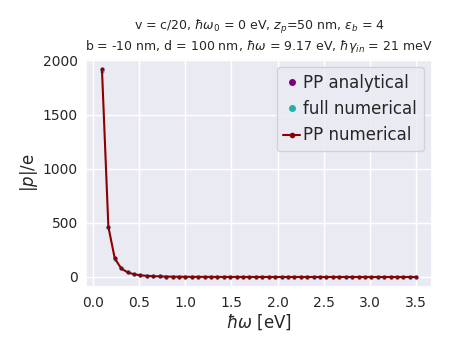 v = c/20, ħω₀ = 0 eV, zₚ=50 nm, ε_b = 4
b = -10 nm, d = 100 nm, ħω = 9.17 eV, ħγᵢₙ = 21 meV
2000
1500
1000
500
0
|p|/e
PP analytical
full numerical
PP numerical
0.0 0.5 1.0 1.5 2.0 2.5 3.0 3.5
ħω [eV]